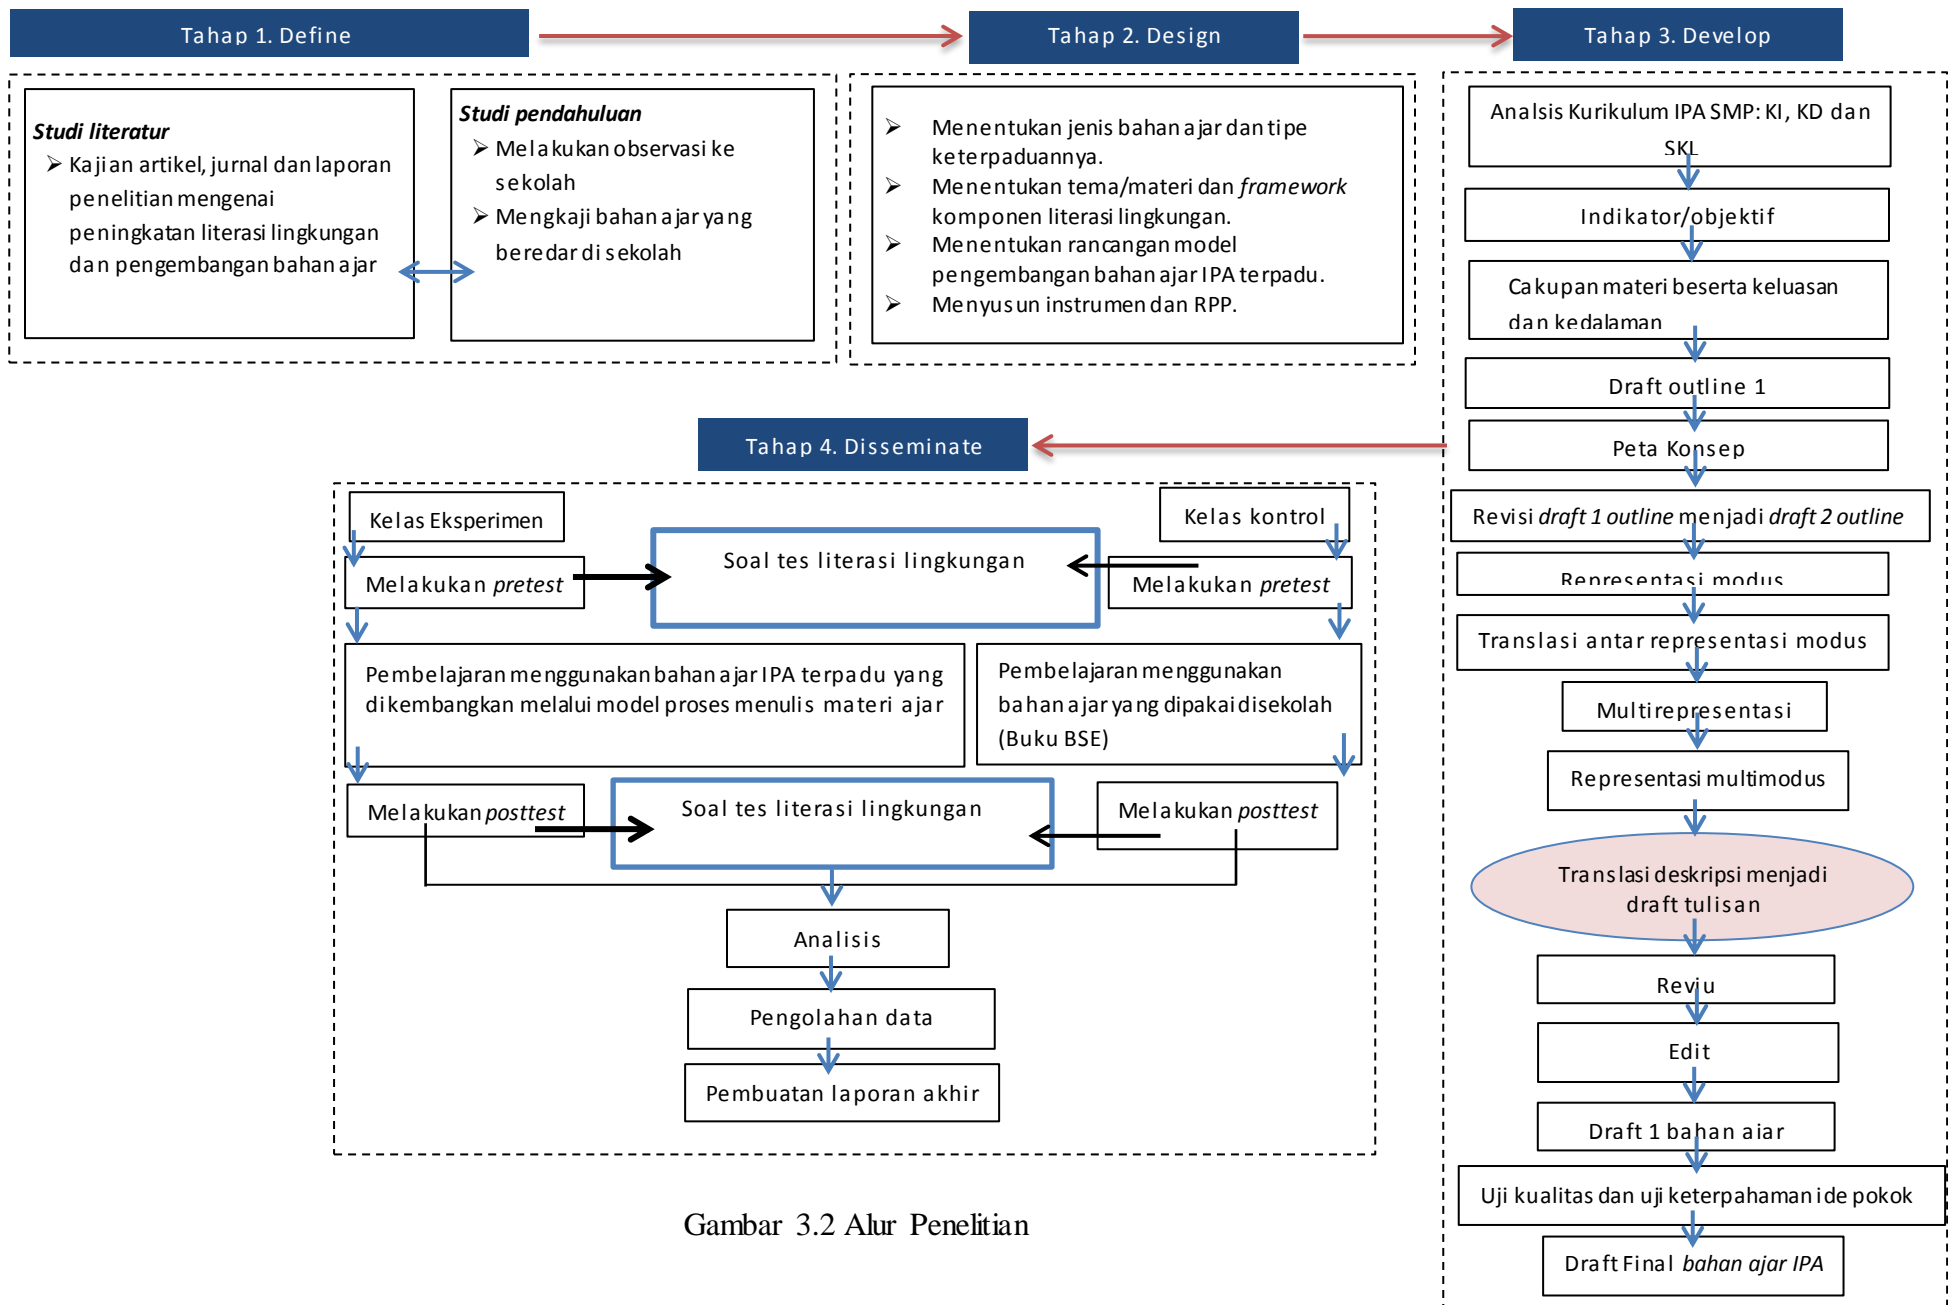 Tahap 1. Define
Tahap 2. Design
Tahap 3. Develop
Studi literatur
➢ Kajian artikel, jurnal dan laporan
penelitian mengenai
peningkatan literasi lingkungan
dan pengembangan bahan ajar
Studi pendahuluan
➢ Melakukan observasi ke
sekolah
➢ Mengkaji bahan ajar yang
beredar di sekolah
➢ Menentukan jenis bahan ajar dan tipe
keterpaduannya.
➢ Menentukan tema/materi dan framework
komponen literasi lingkungan.
➢ Menentukan rancangan model
pengembangan bahan ajar IPA terpadu.
➢ Menyusun instrumen dan RPP.
Analsis Kurikulum IPA SMP: KI, KD dan
SKL
Indikator/objektif
Cakupan materi beserta keluasan
dan kedalaman
Draft outline 1
Peta Konsep
Revisi draft 1 outline menjadi draft 2 outline
Representasi modus
Translasi antar representasi modus
Multirepresentasi
Representasi multimodus
Translasi deskripsi menjadi
draft tulisan
Reviu
Edit
Draft 1 bahan ajar
Uji kualitas dan uji keterpahaman ide pokok
Draft Final bahan ajar IPA
Tahap 4. Disseminate
Kelas Eksperimen
Kelas kontrol
Melakukan pretest
Soal tes literasi lingkungan
Melakukan pretest
Pembelajaran menggunakan bahan ajar IPA terpadu yang
dikembangkan melalui model proses menulis materi ajar
Pembelajaran menggunakan
bahan ajar yang dipakai disekolah
(Buku BSE)
Melakukan posttest
Soal tes literasi lingkungan
Melakukan posttest
Analisis
Pengolahan data
Pembuatan laporan akhir
Gambar 3.2 Alur Penelitian